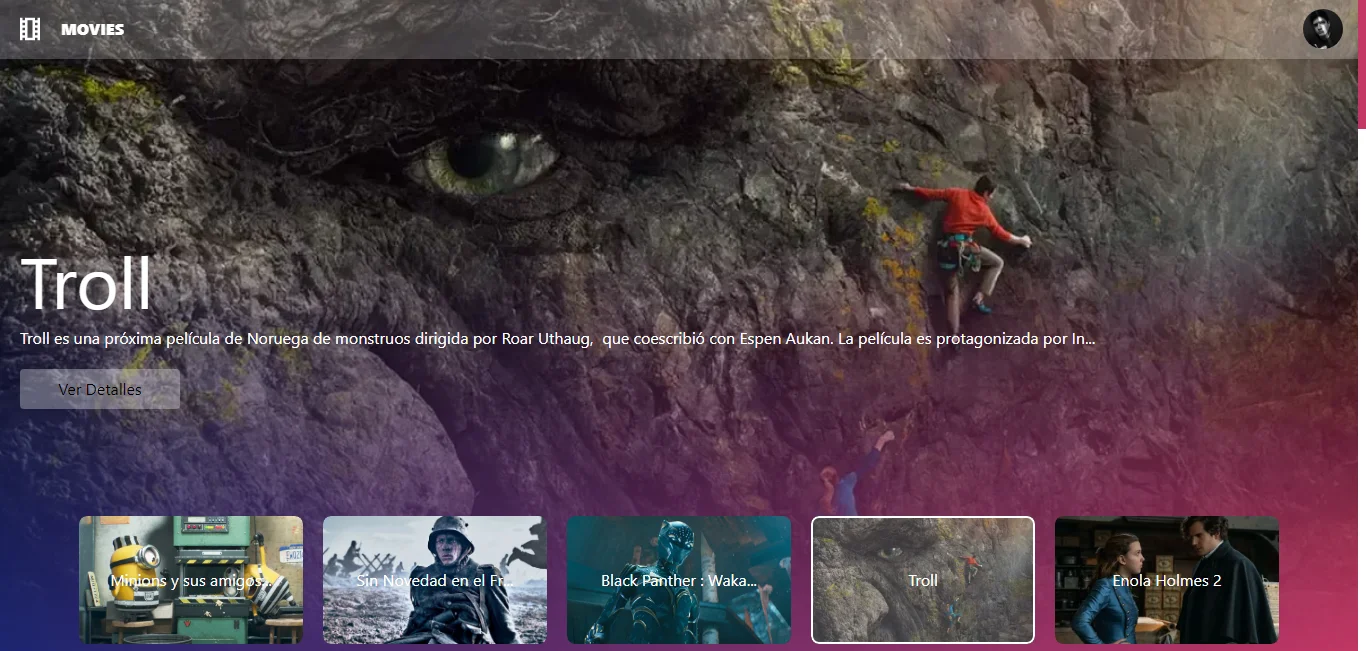 MOVIES
Troll
Troll es una próxima película de Noruega de monstruos dirigida por Roar Uthaug,  que coescribió con Espen Aukan. La película es protagonizada por In...
Ver Detalles
Minions y sus amigos...
Sin Novedad en el Fr...
Black Panther : Waka...
Troll
Enola Holmes 2